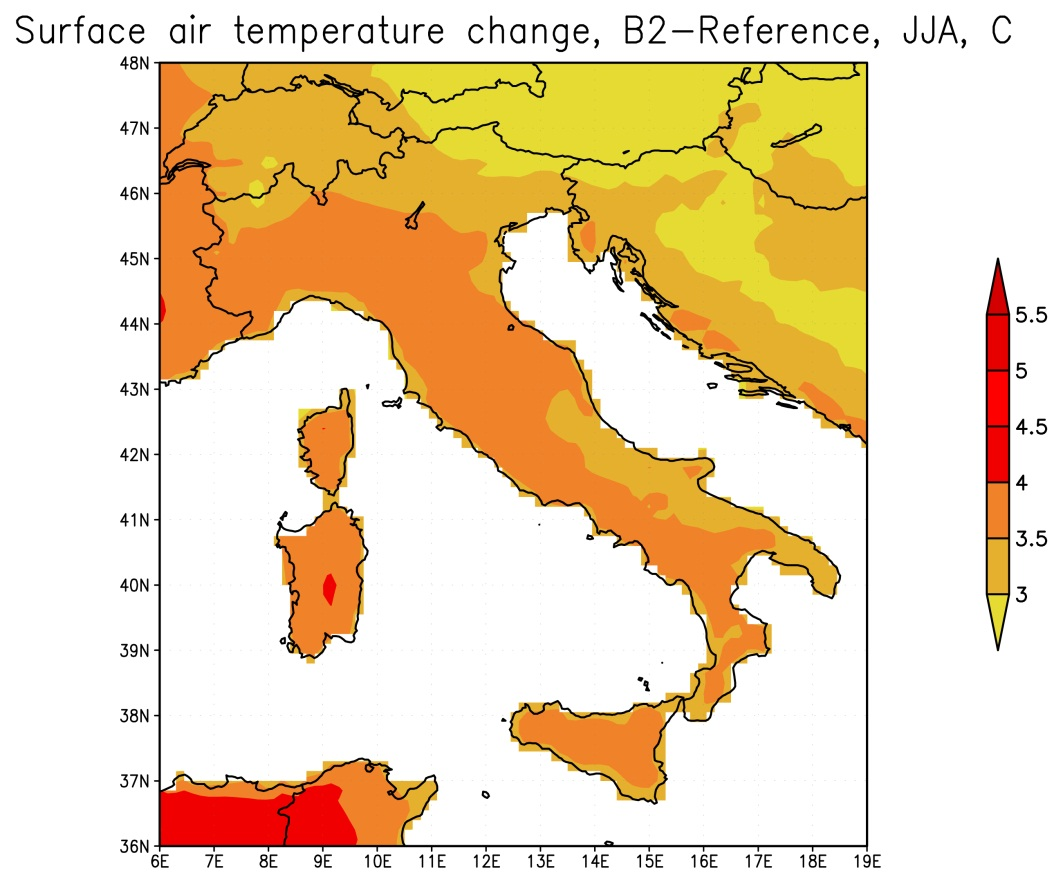 Surface air temperature change, B2−Reference, JJA, C
48N
47N
46N
45N
44N
43N
42N
41N
40N
39N
38N
37N
36N
6E 7E 8E 9E 10E 11E 12E 13E 14E 15E 16E 17E 18E 19E
5.5
5
4.5
4
3.5
3